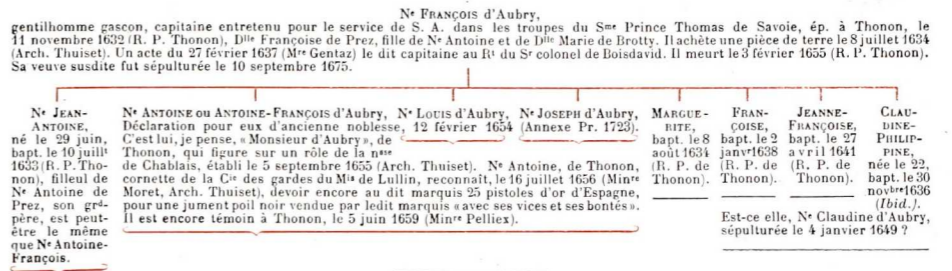 Nᵉ FRANÇOIS d'Aubry,
gentilhomme gascon, capitaine entretenu pour le service de S. A. dans les troupes du Sᵐᵉ Prince Thomas de Savoie, ép. à Thonon, le
11 novembre 1632 (R. P. Thonon), Dˡˡᵉ Françoise de Prez, fille de Nᵉ Antoine et de Dˡˡᵉ Marie de Brotty. Il achète une pièce de terre le 8 juillet 1634
(Arch. Thuiset). Un acte du 27 février 1637 (Mʳᵉ Gentaz) le dit capitaine au Rᵗ du Sʳ colonel de Boisdavid. Il meurt le 3 février 1655 (R. P. Thonon).
Sa veuve susdite fut sépulturée le 10 septembre 1675.
Nᵉ JEAN-
ANTOINE,
né le 29 juin,
bapt. le 10 juillᵗ
1633 (R. P. Tho-
non), filleul de
Nᵉ Antoine de
Prez, son grᵈ-
père, est peut-
être le même
que Nᵉ Antoine-
François.
Nᵉ ANTOINE ou ANTOINE-FRANÇOIS d'Aubry,
Déclaration pour eux d'ancienne noblesse,
C'est lui, je pense, « Monsieur d'Aubry », de
Thonon, qui figure sur un rôle de la nˢˢᵉ
de Chablais, établi le 5 septembre 1655 (Arch. Thuiset). Nᵉ Antoine, de Thonon,
cornette de la Cⁱᵉ des gardes du Mⁱˢ de Lullin, reconnaît, le 16 juillet 1656 (Minʳᵉ
Moret, Arch. Thuiset), devoir encore au dit marquis 25 pistoles d'or d'Espagne,
pour une jument poil noir vendue par ledit marquis « avec ses vices et ses bontés ».
Il est encore témoin à Thonon, le 5 juin 1659 (Minʳᵉ Pelliex).
Nᵉ LOUIS d'Aubry,
12 février 1654
Nᵉ JOSEPH d'Aubry,
(Annexe Pr. 1723).
MARGUE-
RITE,
bapt. le 8
août 1634
(R. P. de
Thonon).
FRAN-
ÇOISE,
bapt. le 2
janvʳ 1638
(R. P. de
Thonon).
JEANNE-
FRANÇOISE,
bapt. le 27
avril 1641
(R. P. de
Thonon).
CLAU-
DINE-
PHILIP-
PINE,
née le 22,
bapt. le 30
novbʳᵉ 1636
(Ibid.).
Est-ce elle, Nᵉ Claudine d'Aubry,
sépulturée le 4 janvier 1649 ?